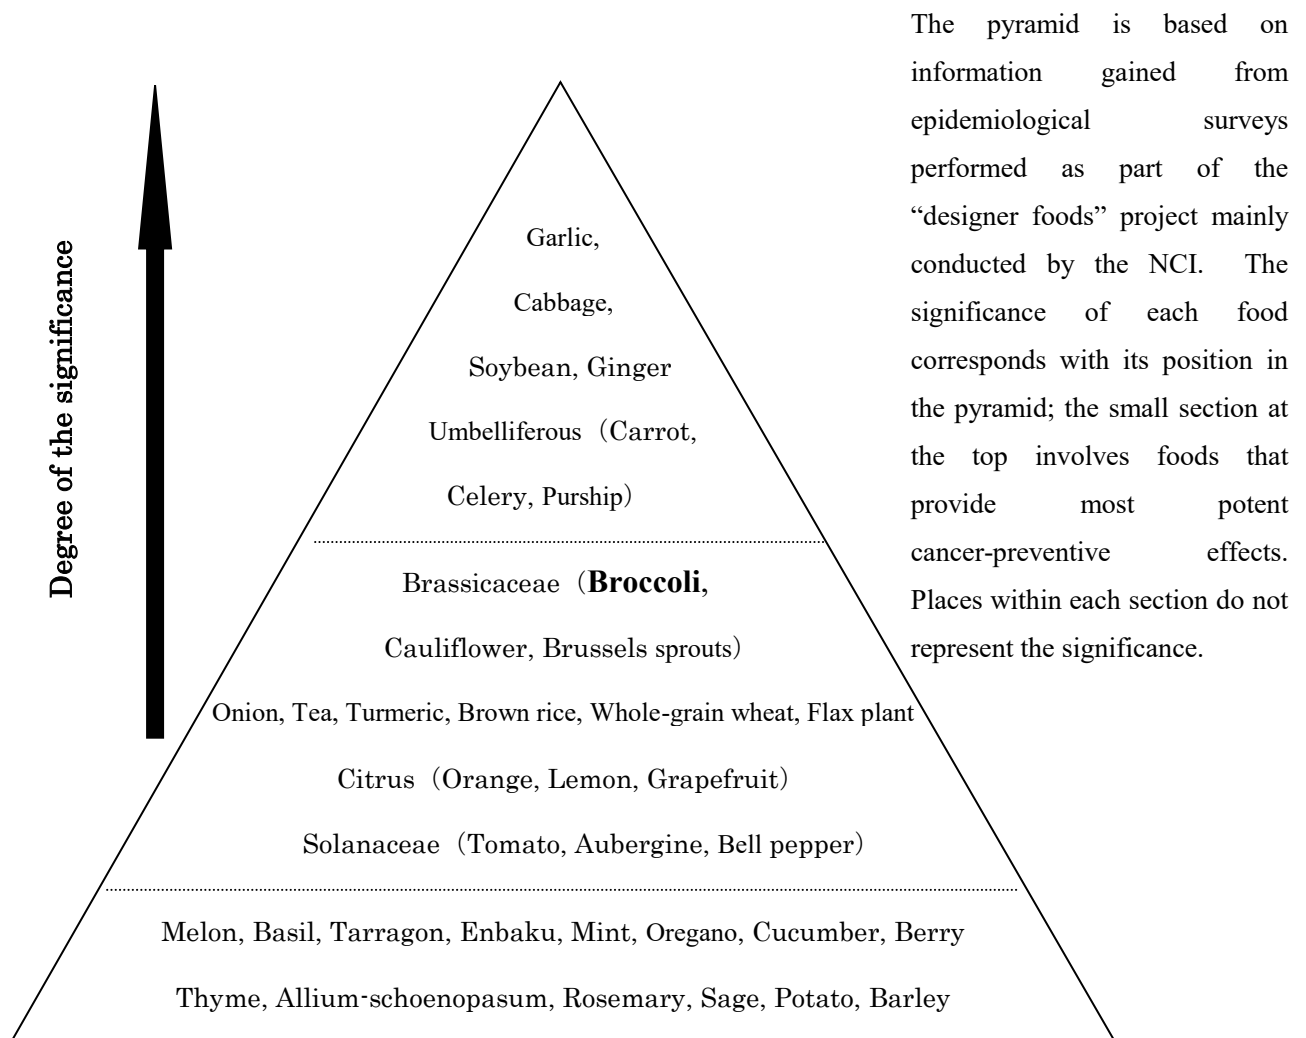 The pyramid is based on
information gained from
epidemiological surveys
performed as part of the
“designer foods” project mainly
conducted by the NCI. The
significance of each food
corresponds with its position in
the pyramid; the small section at
the top involves foods that
provide most potent
cancer-preventive effects.
Places within each section do not
represent the significance.
Degree of the significance
Garlic,
Cabbage,
Soybean, Ginger
Umbelliferous（Carrot,
Celery, Purship）
Brassicaceae（Broccoli,
Cauliflower, Brussels sprouts）
Onion, Tea, Turmeric, Brown rice, Whole-grain wheat, Flax plant
Citrus（Orange, Lemon, Grapefruit）
Solanaceae（Tomato, Aubergine, Bell pepper）
Melon, Basil, Tarragon, Enbaku, Mint, Oregano, Cucumber, Berry
Thyme, Allium-schoenopasum, Rosemary, Sage, Potato, Barley